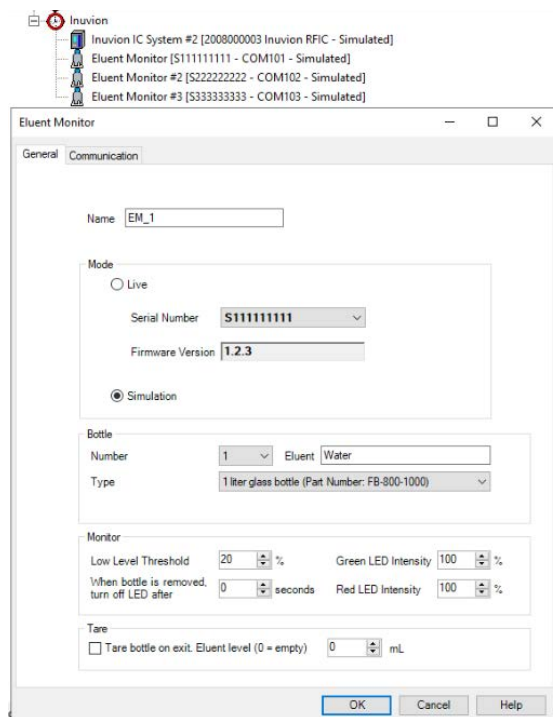 Inuvion
Inuvion IC System #2 [2008000003 Inuvion RFIC - Simulated]
Eluent Monitor [S111111111 - COM101 - Simulated]
Eluent Monitor #2 [S222222222 - COM102 - Simulated]
Eluent Monitor #3 [S333333333 - COM103 - Simulated]
Eluent Monitor
General Communication
Name EM_1
Mode
Live
Serial Number S111111111
Firmware Version 1.2.3
Simulation
Bottle
Number 1 Eluent Water
Type 1 liter glass bottle (Part Number: FB-800-1000)
Monitor
Low Level Threshold 20 % Green LED Intensity 100 %
When bottle is removed,
turn off LED after 0 seconds Red LED Intensity 100 %
Tare
Tare bottle on exit. Eluent level (0 = empty) 0 mL
OK Cancel Help